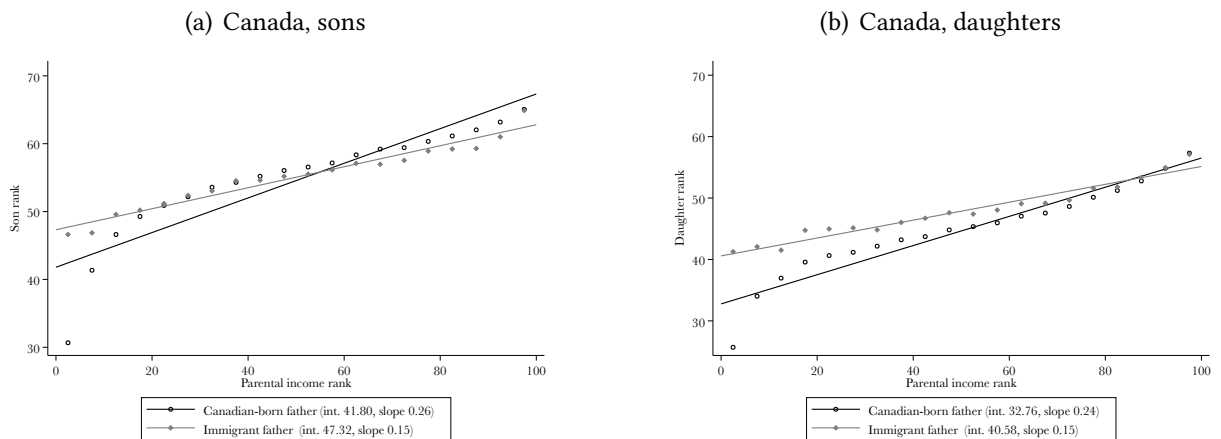 (a) Canada, sons
70
60
50
40
30
Son rank
0 20 40 60 80 100
Parental income rank
Canadian-born father (int. 41.80, slope 0.26)
Immigrant father (int. 47.32, slope 0.15)
(b) Canada, daughters
70
60
50
40
30
Daughter rank
0 20 40 60 80 100
Parental income rank
Canadian-born father (int. 32.76, slope 0.24)
Immigrant father (int. 40.58, slope 0.15)